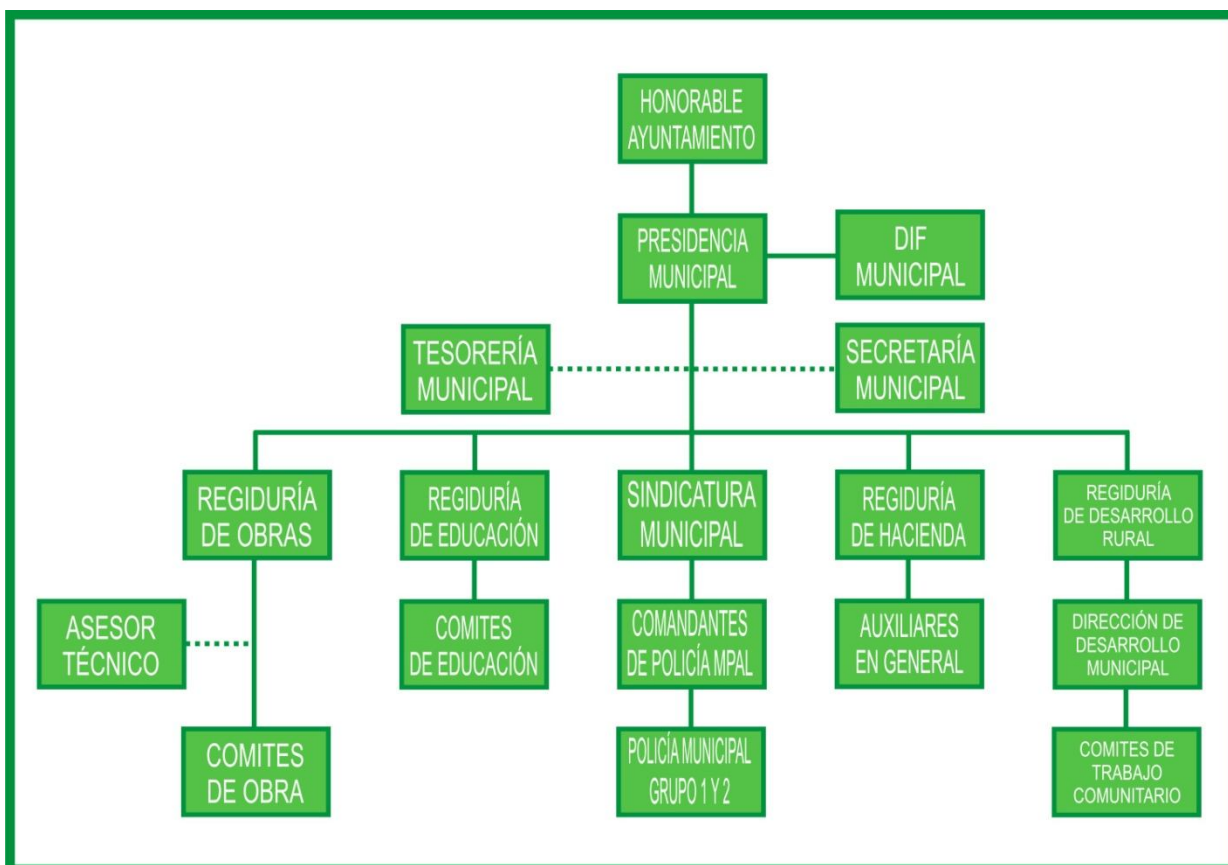 HONORABLE
AYUNTAMIENTO
PRESIDENCIA
MUNICIPAL
DIF
MUNICIPAL
TESORERÍA
MUNICIPAL
SECRETARÍA
MUNICIPAL
REGIDURÍA
DE OBRAS
REGIDURÍA
DE EDUCACIÓN
SINDICATURA
MUNICIPAL
REGIDURÍA
DE HACIENDA
REGIDURÍA
DE DESARROLLO
RURAL
ASESOR
TÉCNICO
COMITES
DE EDUCACIÓN
COMANDANTES
DE POLICÍA MPAL
AUXILIARES
EN GENERAL
DIRECCIÓN DE
DESARROLLO
MUNICIPAL
COMITES
DE OBRA
POLICÍA MUNICIPAL
GRUPO 1 Y 2
COMITES DE
TRABAJO
COMUNITARIO